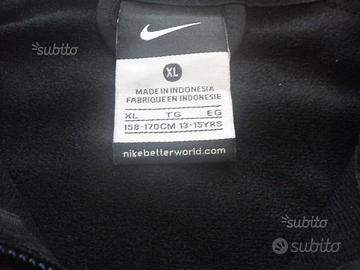 subito
XL
MADE IN INDONESIA
FABRIQUE EN INDONESIE
XL TG EG
158-170CM 13-15YRS
nikebetterworld.com
subito
subito